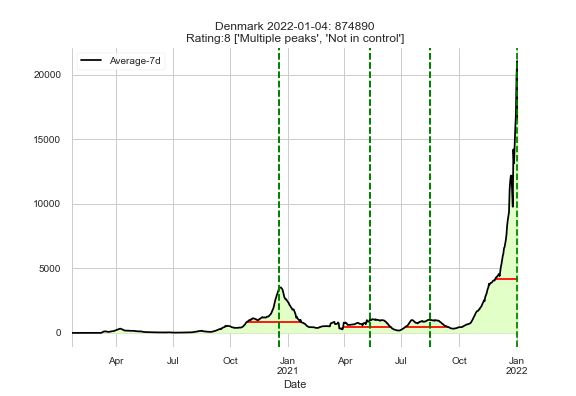 Denmark 2022-01-04: 874890
Rating:8 ['Multiple peaks', 'Not in control']
Average-7d
20000
15000
10000
5000
0
Apr Jul Oct Jan Apr Jul Oct Jan
2021 2022
Date